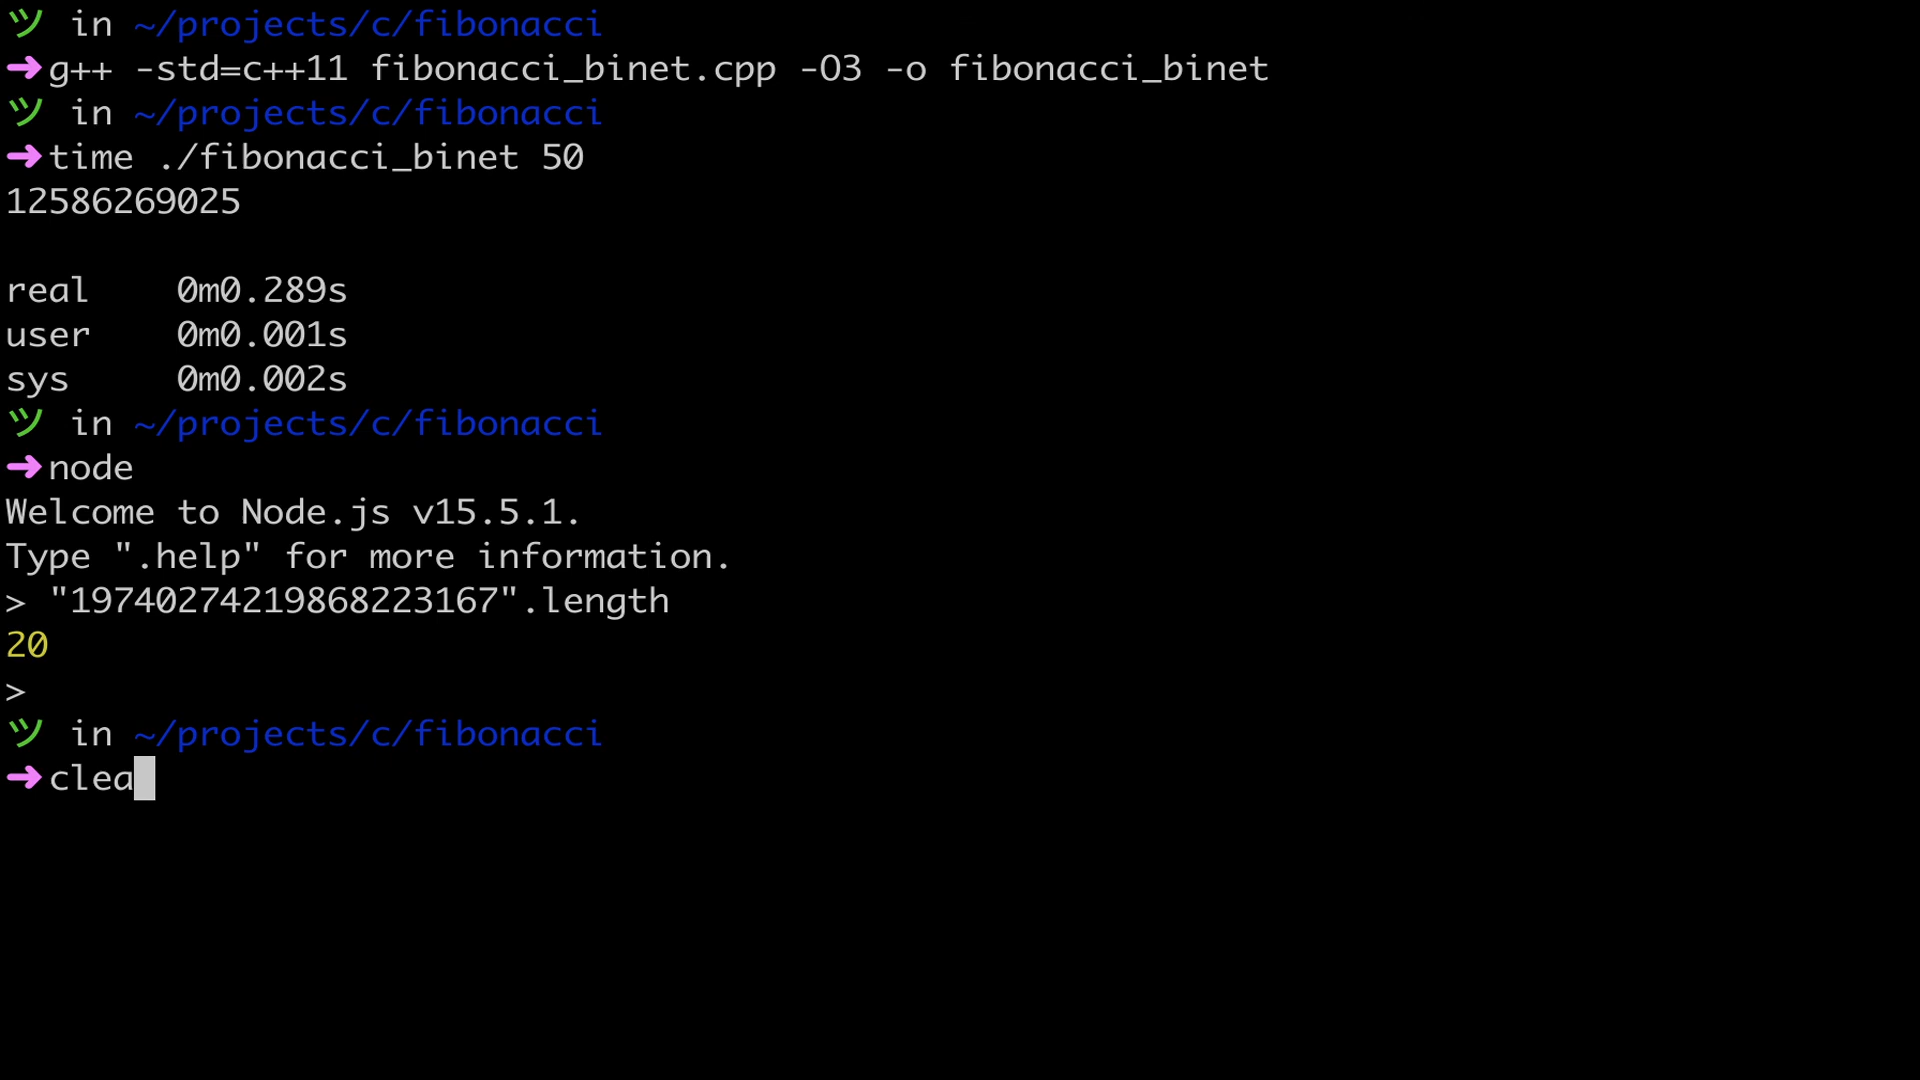 ツ in ~/projects/c/fibonacci
➜ g++ -std=c++11 fibonacci_binet.cpp -O3 -o fibonacci_binet
ツ in ~/projects/c/fibonacci
➜ time ./fibonacci_binet 50
12586269025
real 0m0.289s
user 0m0.001s
sys 0m0.002s
ツ in ~/projects/c/fibonacci
➜ node
Welcome to Node.js v15.5.1.
Type ".help" for more information.
> "19740274219868223167".length
20
>
ツ in ~/projects/c/fibonacci
➜ clea